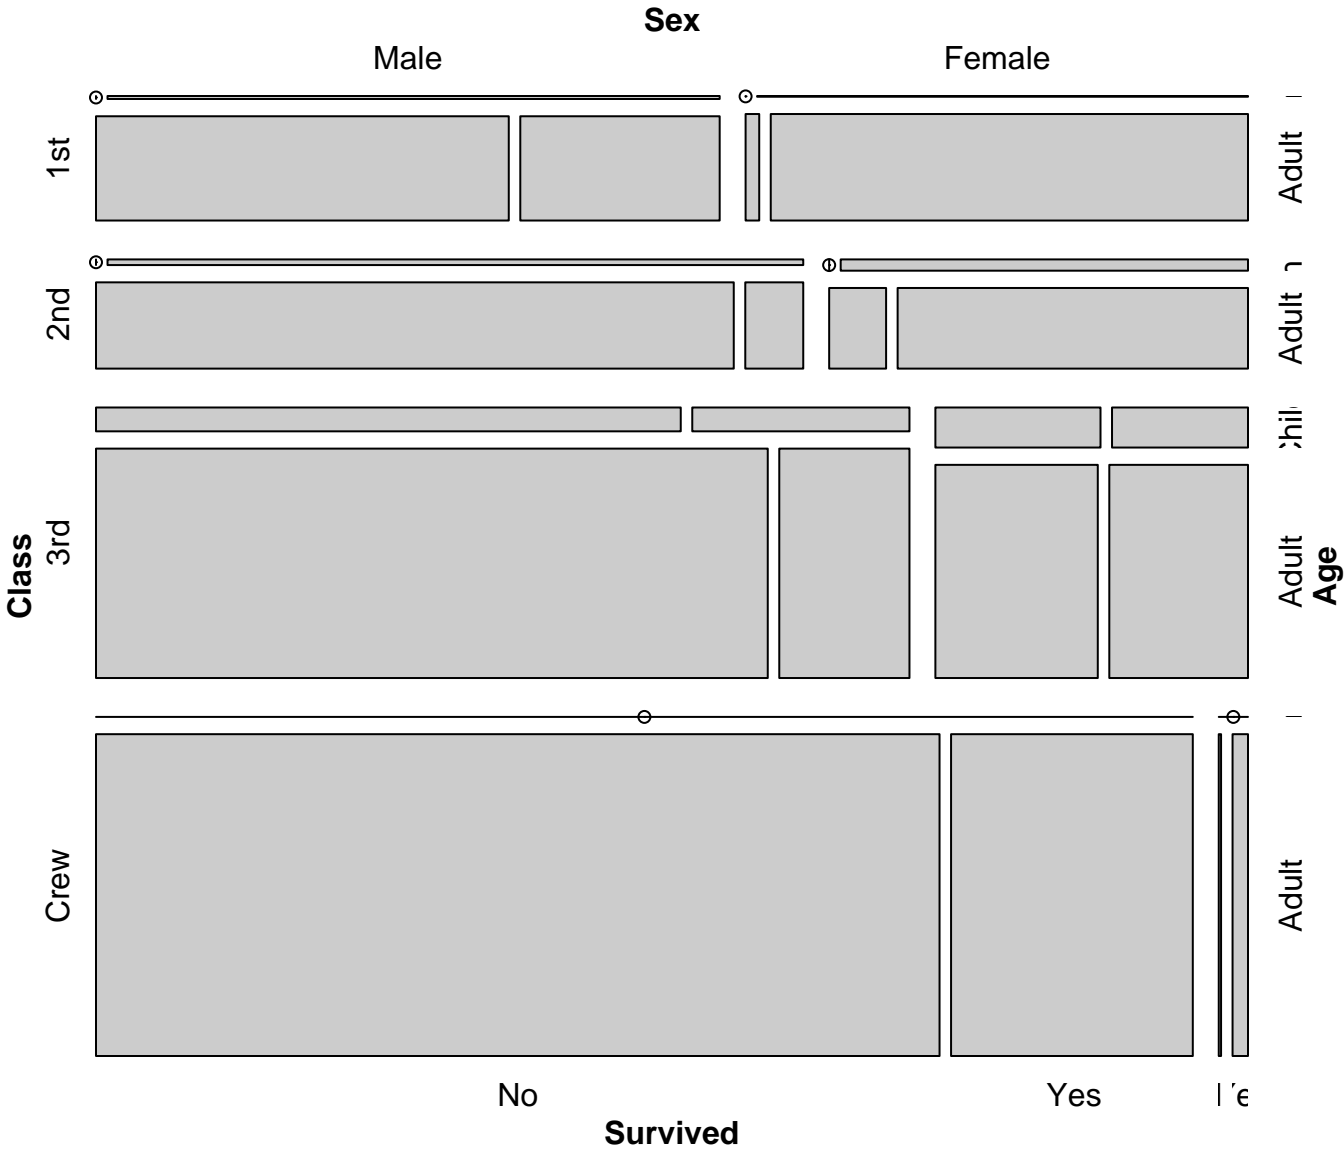 Sex
Male Female
1st Adult
2nd Adult
3rd Adult
Class Age
Crew Adult
No Yes
Survived